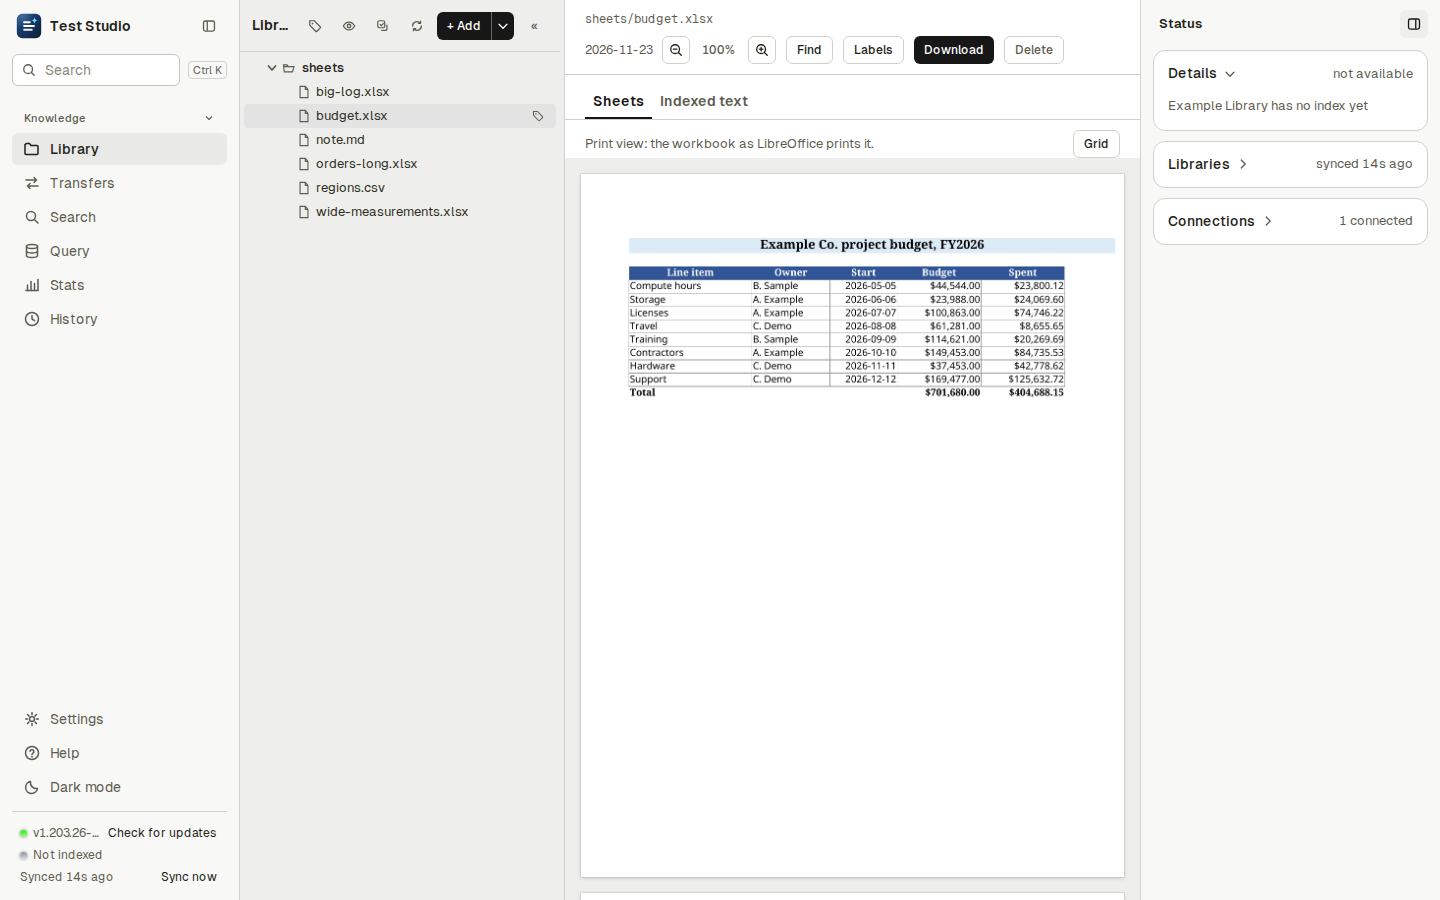 Test Studio
Search
Ctrl K
Knowledge
Library
Transfers
Search
Query
Stats
History
Settings
Help
Dark mode
v1.203.26-… Check for updates
Not indexed
Synced 14s ago Sync now
Libr…
+ Add
«
sheets
big-log.xlsx
budget.xlsx
note.md
orders-long.xlsx
regions.csv
wide-measurements.xlsx
sheets/budget.xlsx
2026-11-23 100% Find Labels Download Delete
Sheets Indexed text
Print view: the workbook as LibreOffice prints it. Grid
Example Co. project budget, FY2026
Line item Owner Start Budget Spent
Compute hours B. Sample 2026-05-05 $44,544.00 $23,800.12
Storage A. Example 2026-06-06 $23,988.00 $24,069.60
Licenses A. Example 2026-07-07 $100,863.00 $74,746.22
Travel C. Demo 2026-08-08 $61,281.00 $8,655.65
Training B. Sample 2026-09-09 $114,621.00 $20,269.69
Contractors A. Example 2026-10-10 $149,453.00 $84,735.53
Hardware C. Demo 2026-11-11 $37,453.00 $42,778.62
Support C. Demo 2026-12-12 $169,477.00 $125,632.72
Total $701,680.00 $404,688.15
Status
Details not available
Example Library has no index yet
Libraries synced 14s ago
Connections 1 connected